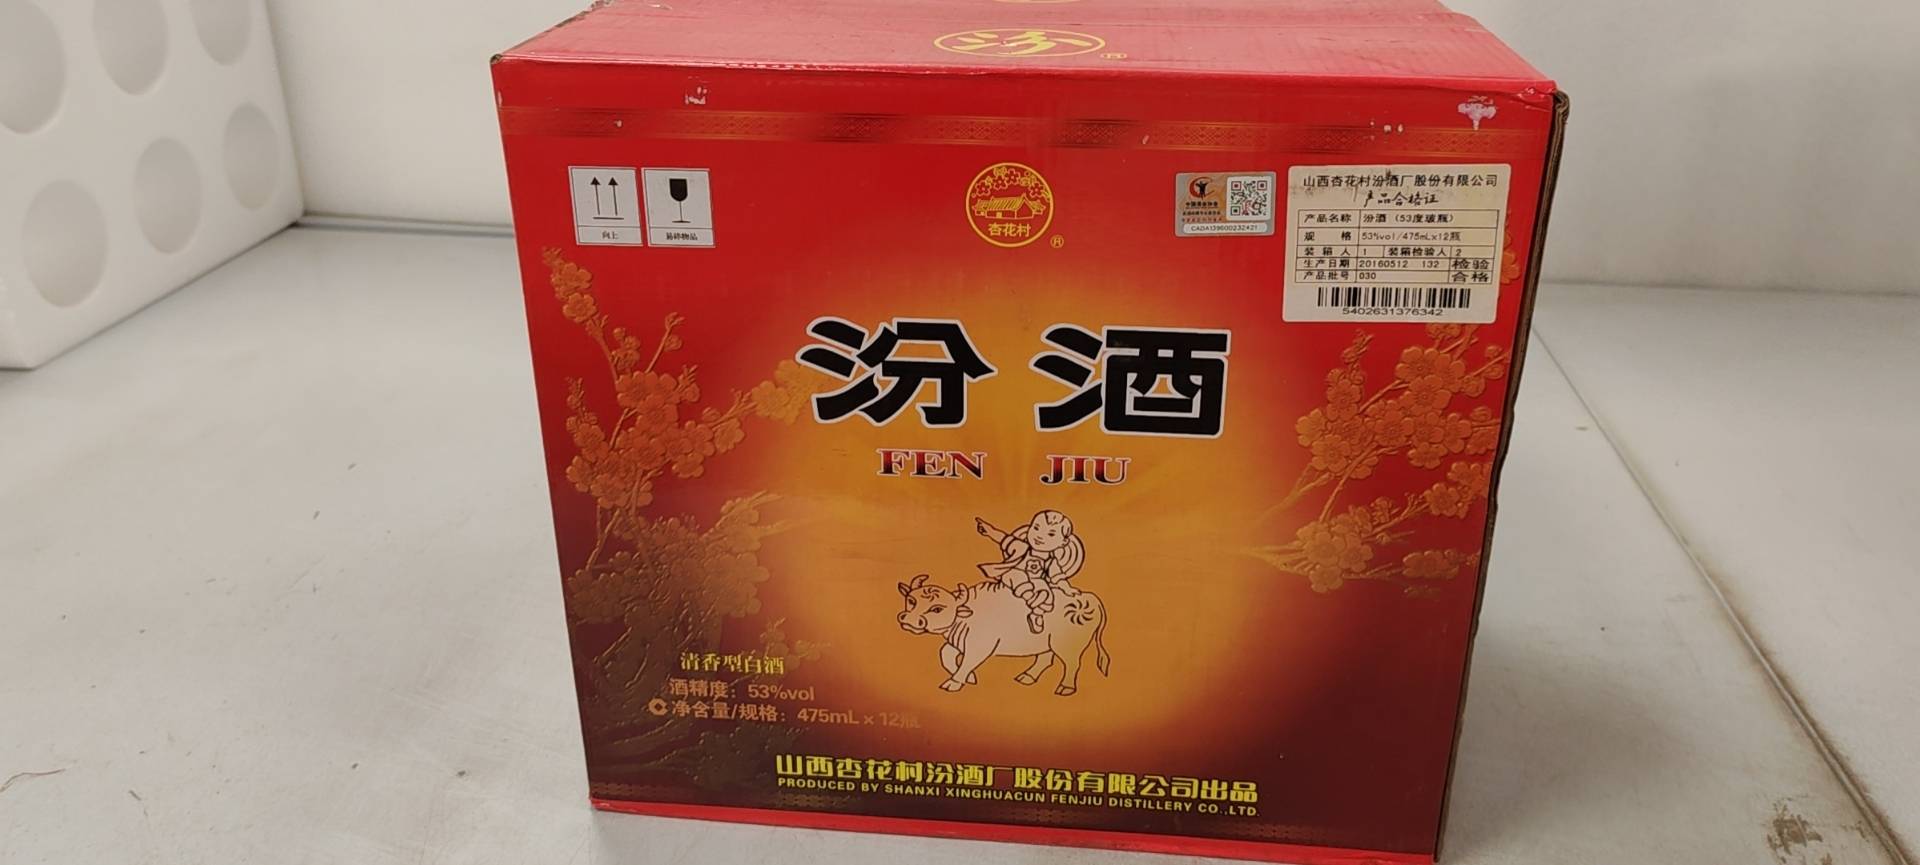 汾
®
向上
易碎物品
杏花村
®
CADA139600232421
山西杏花村汾酒厂股份有限公司
产品合格证
产品名称 汾酒（53度玻瓶）
规 格 53%vol/475mLx12瓶
装箱人 1 装箱检验人 2
生产日期 20160512 132 检验
产品批号 030 合格
5402631376342
汾酒
FEN JIU
清香型白酒
酒精度：53%vol
净含量/规格：475mL x 12瓶
山西杏花村汾酒厂股份有限公司出品
PRODUCED BY SHANXI XINGHUACUN FENJIU DISTILLERY CO.,LTD.